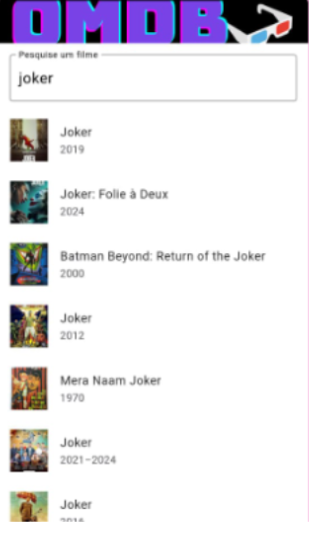 OMDB
Pesquise um filme
joker
Joker
2019
Joker: Folie à Deux
2024
Batman Beyond: Return of the Joker
2000
Joker
2012
Mera Naam Joker
1970
Joker
2021–2024
Joker
2016